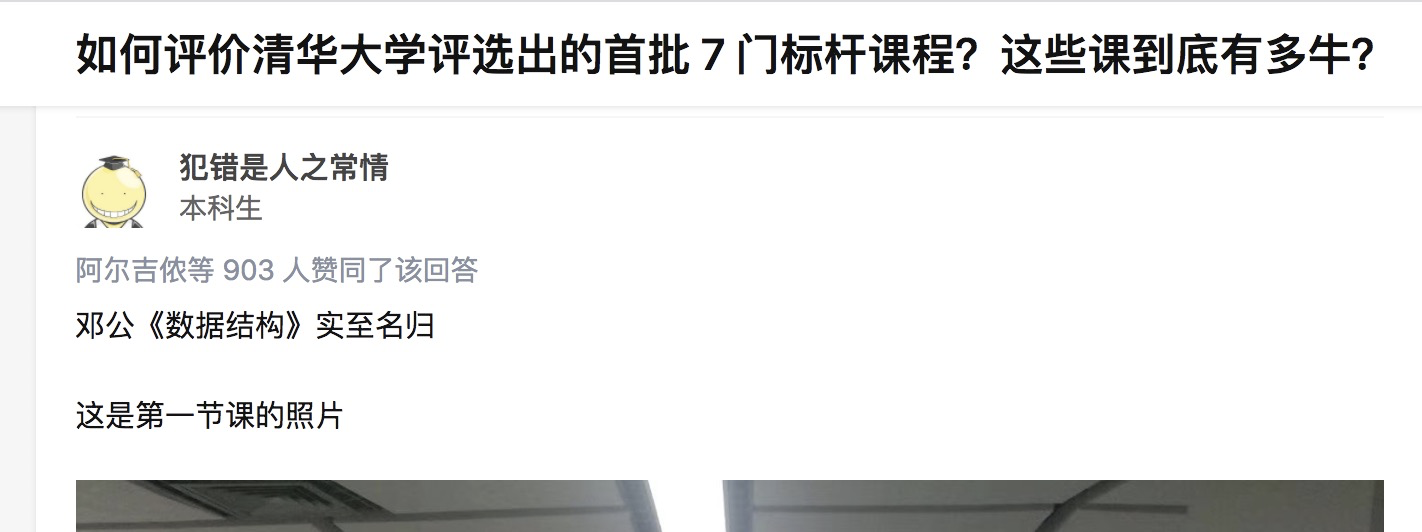 如何评价清华大学评选出的首批 7 门标杆课程？这些课到底有多牛？
犯错是人之常情
本科生
阿尔吉侬等 903 人赞同了该回答
邓公《数据结构》实至名归
这是第一节课的照片